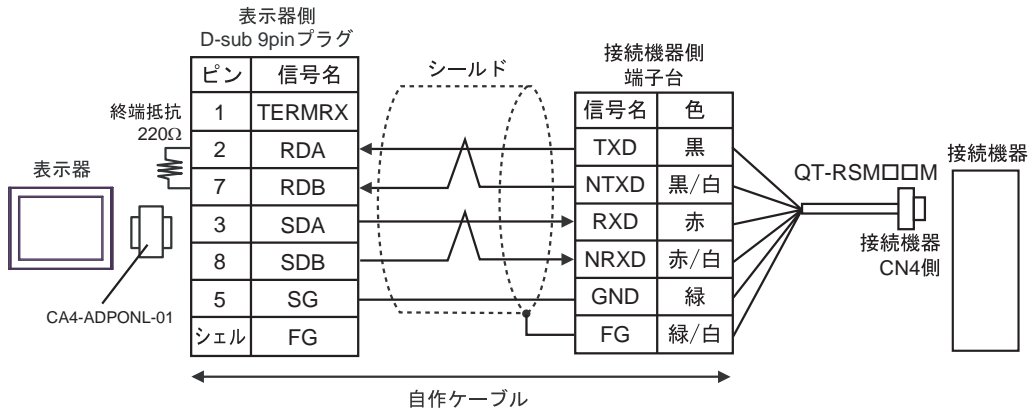 表示器側
D-sub 9pinプラグ
ピン 信号名
1 TERMRX
2 RDA
7 RDB
3 SDA
8 SDB
5 SG
シェル FG
終端抵抗
220Ω
表示器
CA4-ADPONL-01
シールド
接続機器側
端子台
信号名 色
TXD 黒
NTXD 黒/白
RXD 赤
NRXD 赤/白
GND 緑
FG 緑/白
QT-RSM□□M
接続機器
CN4側
接続機器
自作ケーブル